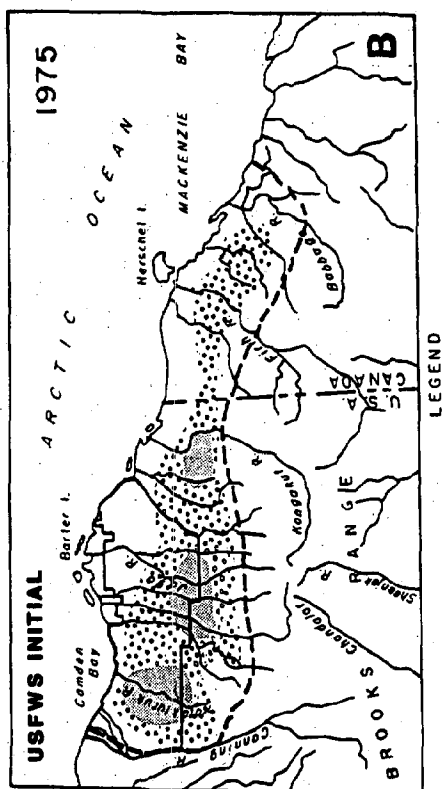 USFWS INITIAL
1975
ARCTIC OCEAN
MACKENZIE BAY
Camden Bay
Barter I.
Herschel I.
Canning R.
Jago R.
Kongakut R.
Firth R.
Babbage R.
U.S.A.
CANADA
BROOKS RANGE
Chandalar
Sheenjek R.
B
LEGEND